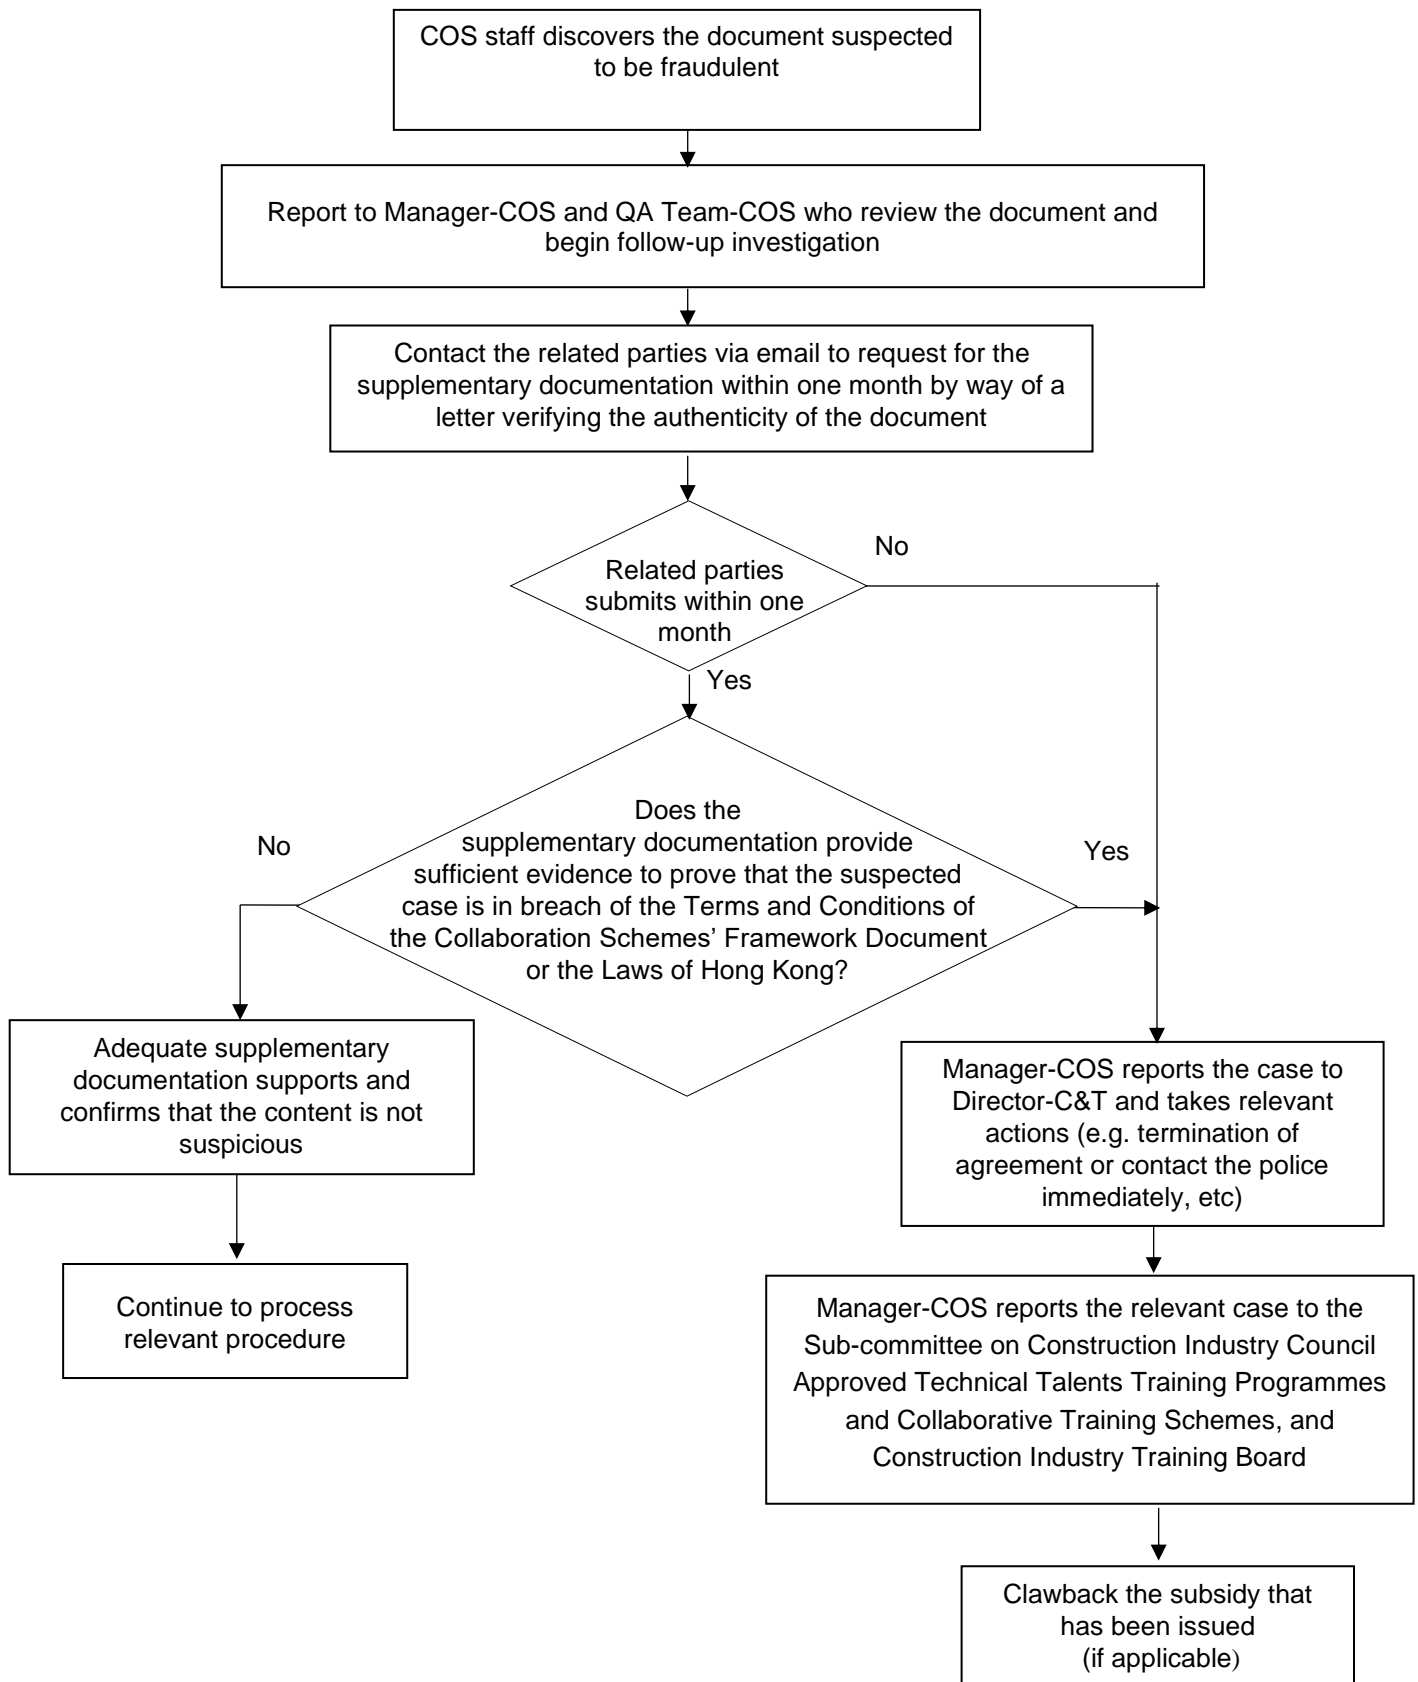 COS staff discovers the document suspected
to be fraudulent
Report to Manager-COS and QA Team-COS who review the document and
begin follow-up investigation
Contact the related parties via email to request for the
supplementary documentation within one month by way of a
letter verifying the authenticity of the document
No
Related parties
submits within one
month
Yes
Does the
supplementary documentation provide
sufficient evidence to prove that the suspected
case is in breach of the Terms and Conditions of
the Collaboration Schemes’ Framework Document
or the Laws of Hong Kong?
No
Yes
Adequate supplementary
documentation supports and
confirms that the content is not
suspicious
Continue to process
relevant procedure
Manager-COS reports the case to
Director-C&T and takes relevant
actions (e.g. termination of
agreement or contact the police
immediately, etc)
Manager-COS reports the relevant case to the
Sub-committee on Construction Industry Council
Approved Technical Talents Training Programmes
and Collaborative Training Schemes, and
Construction Industry Training Board
Clawback the subsidy that
has been issued
(if applicable)